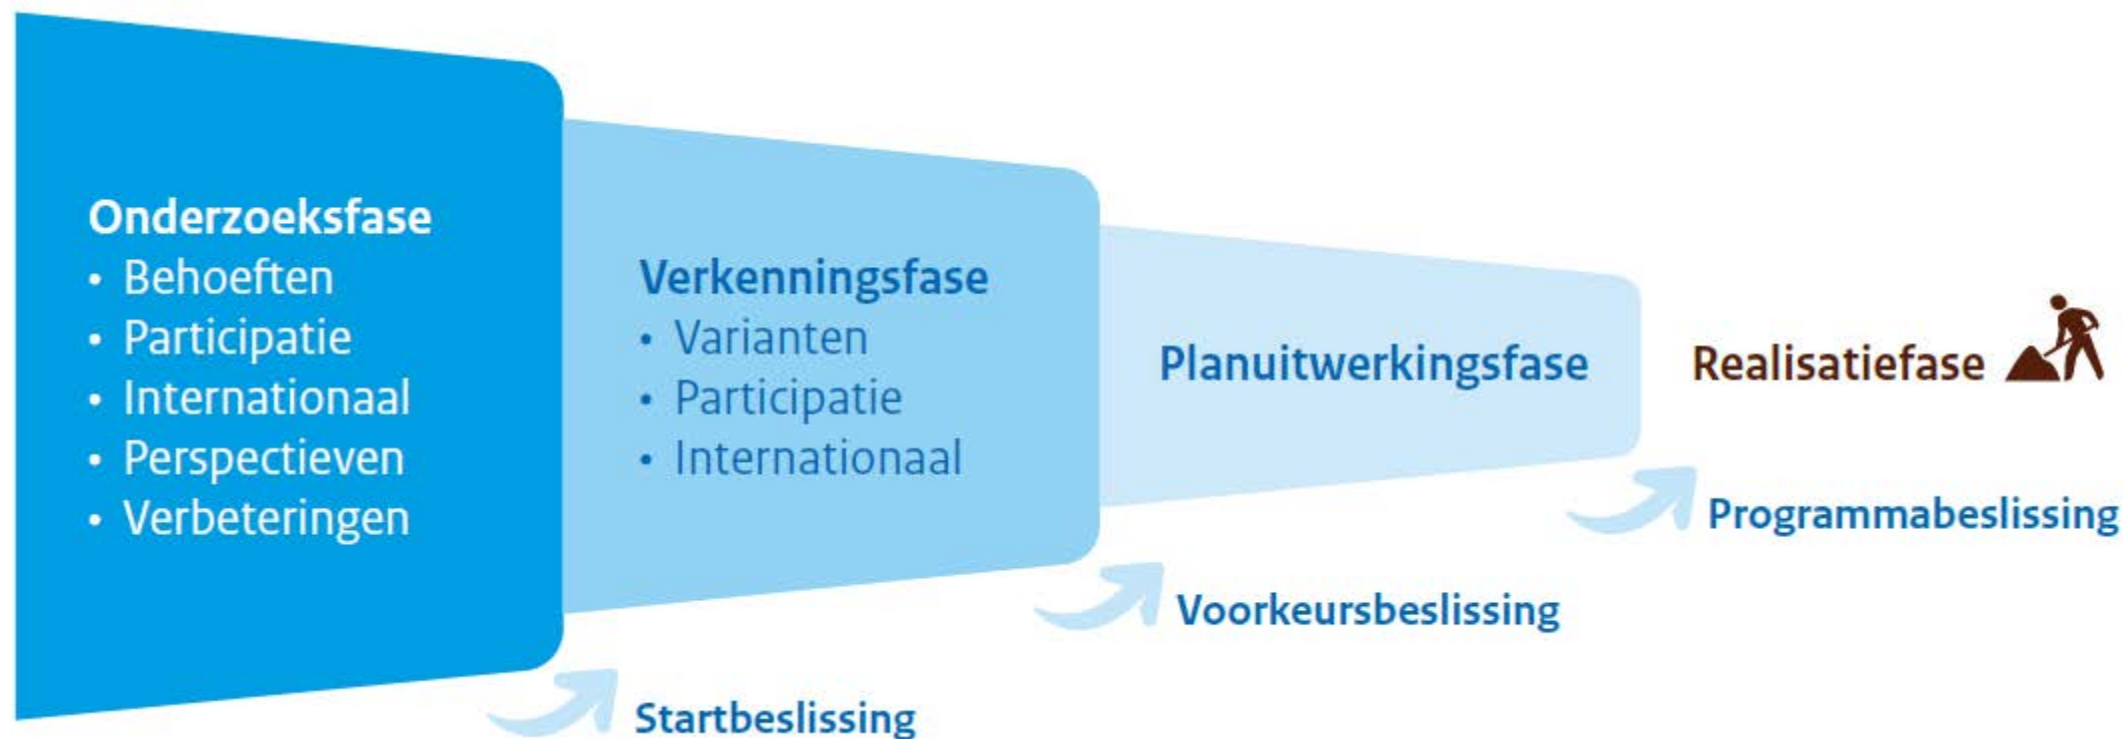 Onderzoeksfase
• Behoeften
• Participatie
• Internationaal
• Perspectieven
• Verbeteringen
Startbeslissing
Verkenningsfase
• Varianten
• Participatie
• Internationaal
Voorkeursbeslissing
Planuitwerkingsfase
Programmabeslissing
Realisatiefase